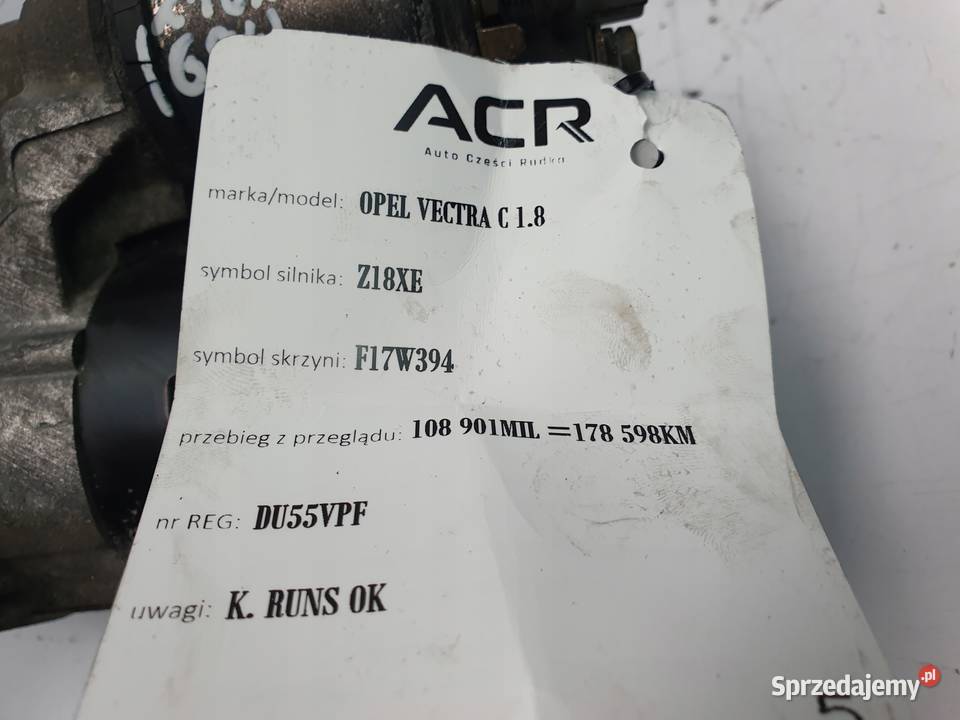 ACR
Auto Części Rudka
marka/model: OPEL VECTRA C 1.8
symbol silnika: Z18XE
symbol skrzyni: F17W394
przebieg z przeglądu: 108 901MIL =178 598KM
nr REG: DU55VPF
uwagi: K. RUNS OK
5
Sprzedajemy.pl